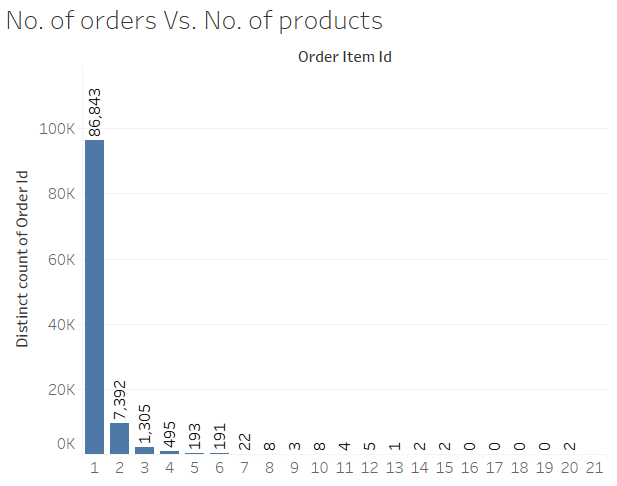 No. of orders Vs. No. of products
Order Item Id
Distinct count of Order Id
100K
80K
60K
40K
20K
0K
86,843 7,392 1,305 495 193 191 22 8 3 8 4 5 1 2 2 0 0 0 0 2
1 2 3 4 5 6 7 8 9 10 11 12 13 14 15 16 17 18 19 20 21